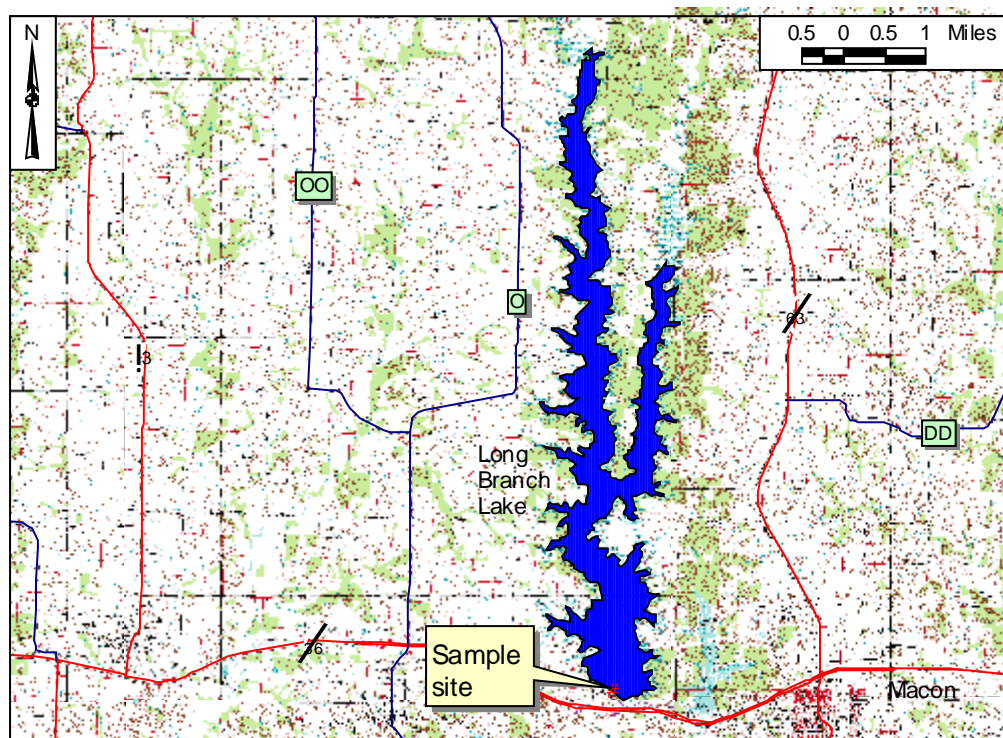 N
0.5 0 0.5 1 Miles
OO
O
63
3
DD
Long
Branch
Lake
36
Sample
site
Macon